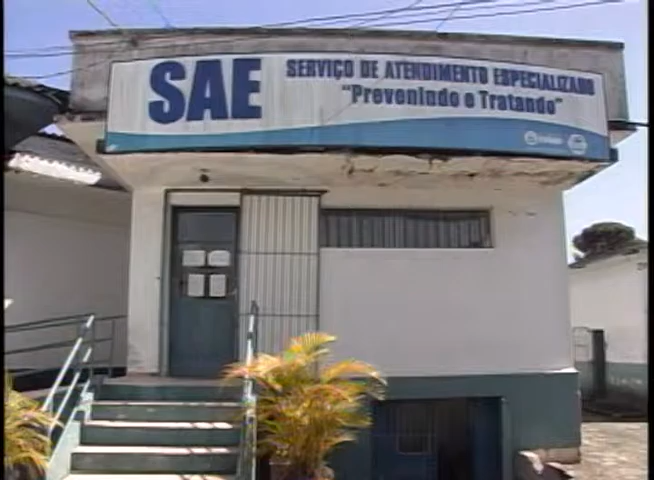 SAE
SERVIÇO DE ATENDIMENTO ESPECIALIZADO
"Prevenindo e Tratando"